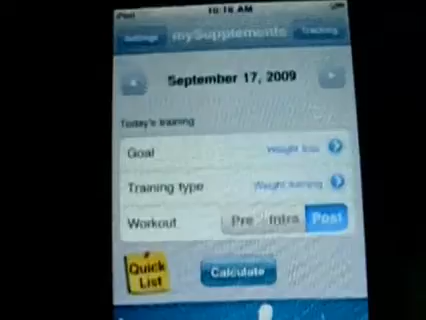 iPod 10:16 AM
Settings mySupplements Tracking
September 17, 2009
Today's training
Goal Weight loss
Training type Weight training
Workout Pre Intra Post
Quick
List
Calculate